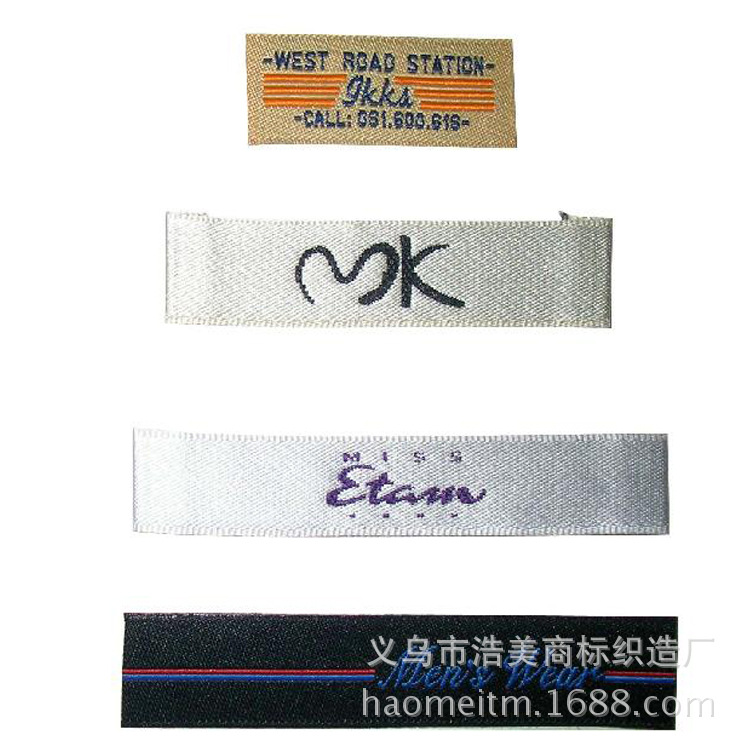 -WEST ROAD STATION-
Ikks
-CALL: 061.600.616-
MK
MISS
Etam
义乌市浩美商标织造厂
Men's Wear
haomeitm.1688.com